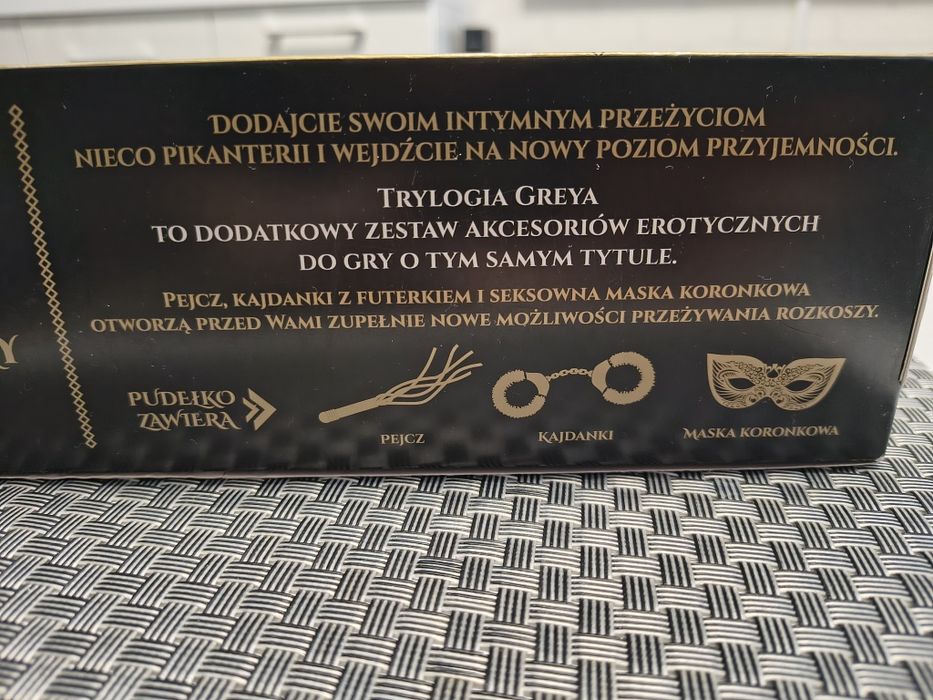 DODAJCIE SWOIM INTYMNYM PRZEŻYCIOM
NIECO PIKANTERII I WEJDŹCIE NA NOWY POZIOM PRZYJEMNOŚCI.
TRYLOGIA GREYA
TO DODATKOWY ZESTAW AKCESORIÓW EROTYCZNYCH
DO GRY O TYM SAMYM TYTULE.
PEJCZ, KAJDANKI Z FUTERKIEM I SEKSOWNA MASKA KORONKOWA
OTWORZĄ PRZED WAMI ZUPEŁNIE NOWE MOŻLIWOŚCI PRZEŻYWANIA ROZKOSZY.
PUDEŁKO
ZAWIERA
PEJCZ
KAJDANKI
MASKA KORONKOWA